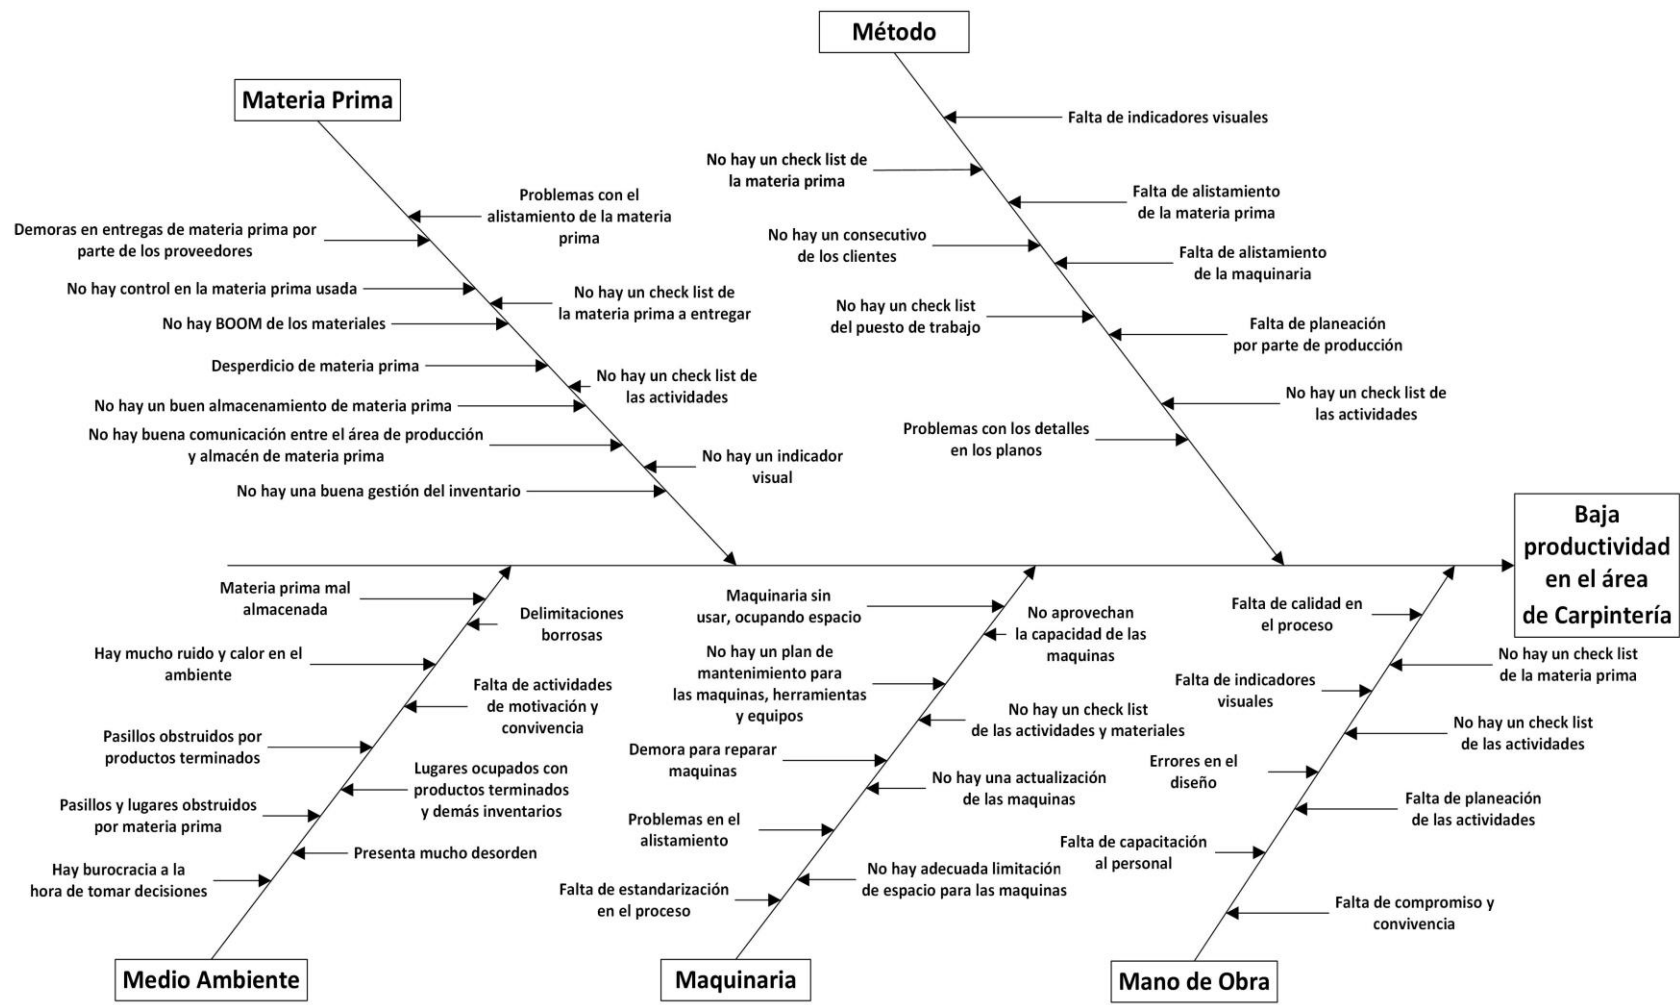 Método
Falta de indicadores visuales
No hay un check list de
la materia prima
Falta de alistamiento
de la materia prima
No hay un consecutivo
de los clientes
Falta de alistamiento
de la maquinaria
No hay un check list
del puesto de trabajo
Falta de planeación
por parte de producción
No hay un check list de
las actividades
Problemas con los detalles
en los planos
Materia Prima
Problemas con el
alistamiento de la materia
prima
Demoras en entregas de materia prima por
parte de los proveedores
No hay control en la materia prima usada
No hay un check list de
la materia prima a entregar
No hay BOOM de los materiales
Desperdicio de materia prima
No hay un check list de
las actividades
No hay un buen almacenamiento de materia prima
No hay buena comunicación entre el área de producción
y almacén de materia prima
No hay un indicador
visual
No hay una buena gestión del inventario
Baja
productividad
en el área
de Carpintería
Materia prima mal
almacenada
Delimitaciones
borrosas
Hay mucho ruido y calor en el
ambiente
Falta de actividades
de motivación y
convivencia
Pasillos obstruidos por
productos terminados
Lugares ocupados con
productos terminados
y demás inventarios
Pasillos y lugares obstruidos
por materia prima
Presenta mucho desorden
Hay burocracia a la
hora de tomar decisiones
Medio Ambiente
Maquinaria sin
usar, ocupando espacio
No aprovechan
la capacidad de las
maquinas
No hay un plan de
mantenimiento para
las maquinas, herramientas
y equipos
No hay un check list
de las actividades y materiales
Demora para reparar
maquinas
No hay una actualización
de las maquinas
Problemas en el
alistamiento
No hay adecuada limitación
de espacio para las maquinas
Falta de estandarización
en el proceso
Maquinaria
Falta de calidad en
el proceso
No hay un check list
de la materia prima
Falta de indicadores
visuales
No hay un check list
de las actividades
Errores en el
diseño
Falta de planeación
de las actividades
Falta de capacitación
al personal
Falta de compromiso y
convivencia
Mano de Obra